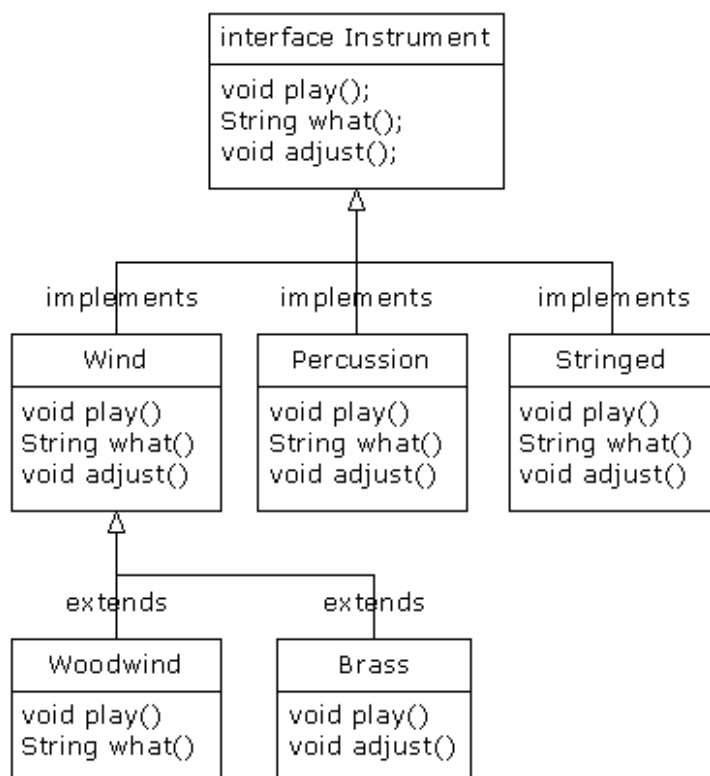 interface Instrument
void play();
String what();
void adjust();
implements
implements
implements
Wind
void play()
String what()
void adjust()
Percussion
void play()
String what()
void adjust()
Stringed
void play()
String what()
void adjust()
extends
extends
Woodwind
void play()
String what()
Brass
void play()
void adjust()